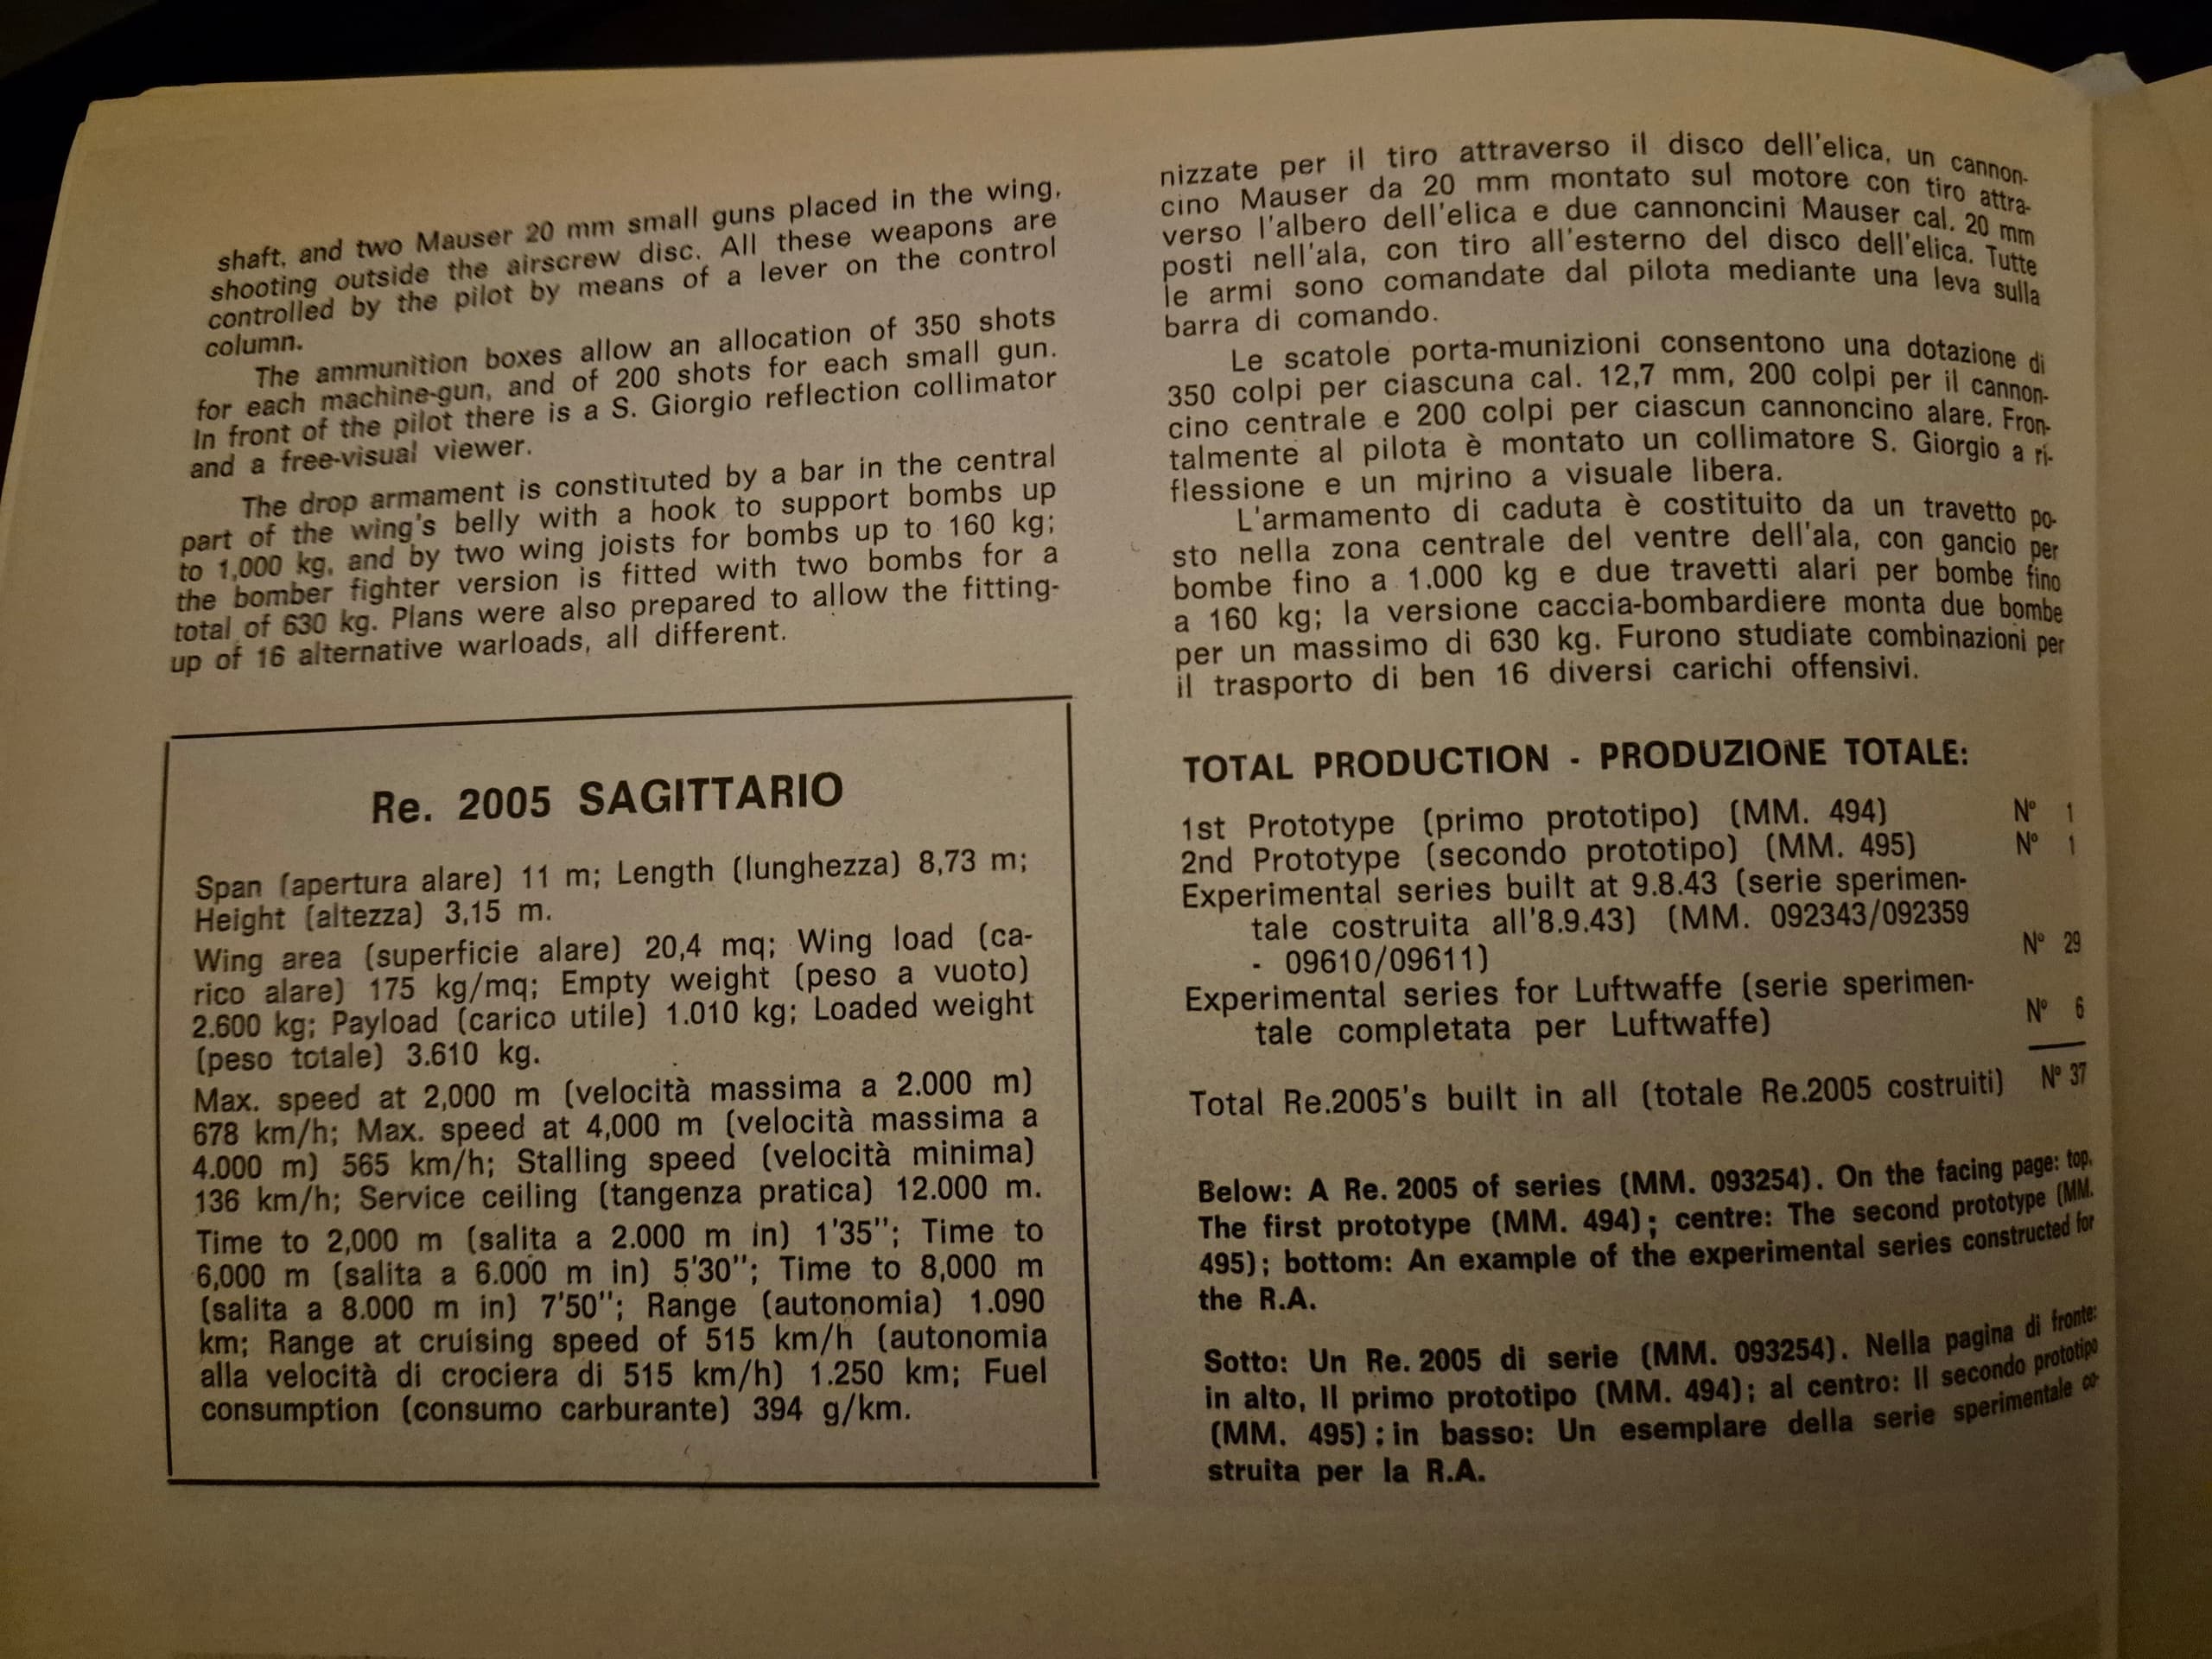 shaft, and two Mauser 20 mm small guns placed in the wing,
shooting outside the airscrew disc. All these weapons are
controlled by the pilot by means of a lever on the control
column.
The ammunition boxes allow an allocation of 350 shots
for each machine-gun, and of 200 shots for each small gun.
In front of the pilot there is a S. Giorgio reflection collimator
and a free-visual viewer.
The drop armament is constituted by a bar in the central
part of the wing's belly with a hook to support bombs up
to 1,000 kg, and by two wing joists for bombs up to 160 kg;
the bomber fighter version is fitted with two bombs for a
total of 630 kg. Plans were also prepared to allow the fitting-
up of 16 alternative warloads, all different.
Re. 2005 SAGITTARIO
Span (apertura alare) 11 m; Length (lunghezza) 8,73 m;
Height (altezza) 3,15 m.
Wing area (superficie alare) 20,4 mq; Wing load (ca-
rico alare) 175 kg/mq; Empty weight (peso a vuoto)
2.600 kg; Payload (carico utile) 1.010 kg; Loaded weight
(peso totale) 3.610 kg.
Max. speed at 2,000 m (velocità massima a 2.000 m)
678 km/h; Max. speed at 4,000 m (velocità massima a
4.000 m) 565 km/h; Stalling speed (velocità minima)
136 km/h; Service ceiling (tangenza pratica) 12.000 m.
Time to 2,000 m (salita a 2.000 m in) 1'35''; Time to
6,000 m (salita a 6.000 m in) 5'30''; Time to 8,000 m
(salita a 8.000 m in) 7'50''; Range (autonomia) 1.090
km; Range at cruising speed of 515 km/h (autonomia
alla velocità di crociera di 515 km/h) 1.250 km; Fuel
consumption (consumo carburante) 394 g/km.
nizzate per il tiro attraverso il disco dell'elica, un cannon-
cino Mauser da 20 mm montato sul motore con tiro attra-
verso l'albero dell'elica e due cannoncini Mauser cal. 20 mm
posti nell'ala, con tiro all'esterno del disco dell'elica. Tutte
le armi sono comandate dal pilota mediante una leva sulla
barra di comando.
Le scatole porta-munizioni consentono una dotazione di
350 colpi per ciascuna cal. 12,7 mm, 200 colpi per il cannon-
cino centrale e 200 colpi per ciascun cannoncino alare. Fron-
talmente al pilota è montato un collimatore S. Giorgio a ri-
flessione e un mjrino a visuale libera.
L'armamento di caduta è costituito da un travetto po-
sto nella zona centrale del ventre dell'ala, con gancio per
bombe fino a 1.000 kg e due travetti alari per bombe fino
a 160 kg; la versione caccia-bombardiere monta due bombe
per un massimo di 630 kg. Furono studiate combinazioni per
il trasporto di ben 16 diversi carichi offensivi.
TOTAL PRODUCTION - PRODUZIONE TOTALE:
1st Prototype (primo prototipo) (MM. 494) N° 1
2nd Prototype (secondo prototipo) (MM. 495) N° 1
Experimental series built at 9.8.43 (serie sperimen-
tale costruita all'8.9.43) (MM. 092343/092359
- 09610/09611) N° 29
Experimental series for Luftwaffe (serie sperimen-
tale completata per Luftwaffe) N° 6
Total Re.2005's built in all (totale Re.2005 costruiti) N° 37
Below: A Re. 2005 of series (MM. 093254). On the facing page: top,
The first prototype (MM. 494); centre: The second prototype (MM.
495); bottom: An example of the experimental series constructed for
the R.A.
Sotto: Un Re. 2005 di serie (MM. 093254). Nella pagina di fronte:
in alto, Il primo prototipo (MM. 494); al centro: Il secondo prototipo
(MM. 495); in basso: Un esemplare della serie sperimentale co-
struita per la R.A.